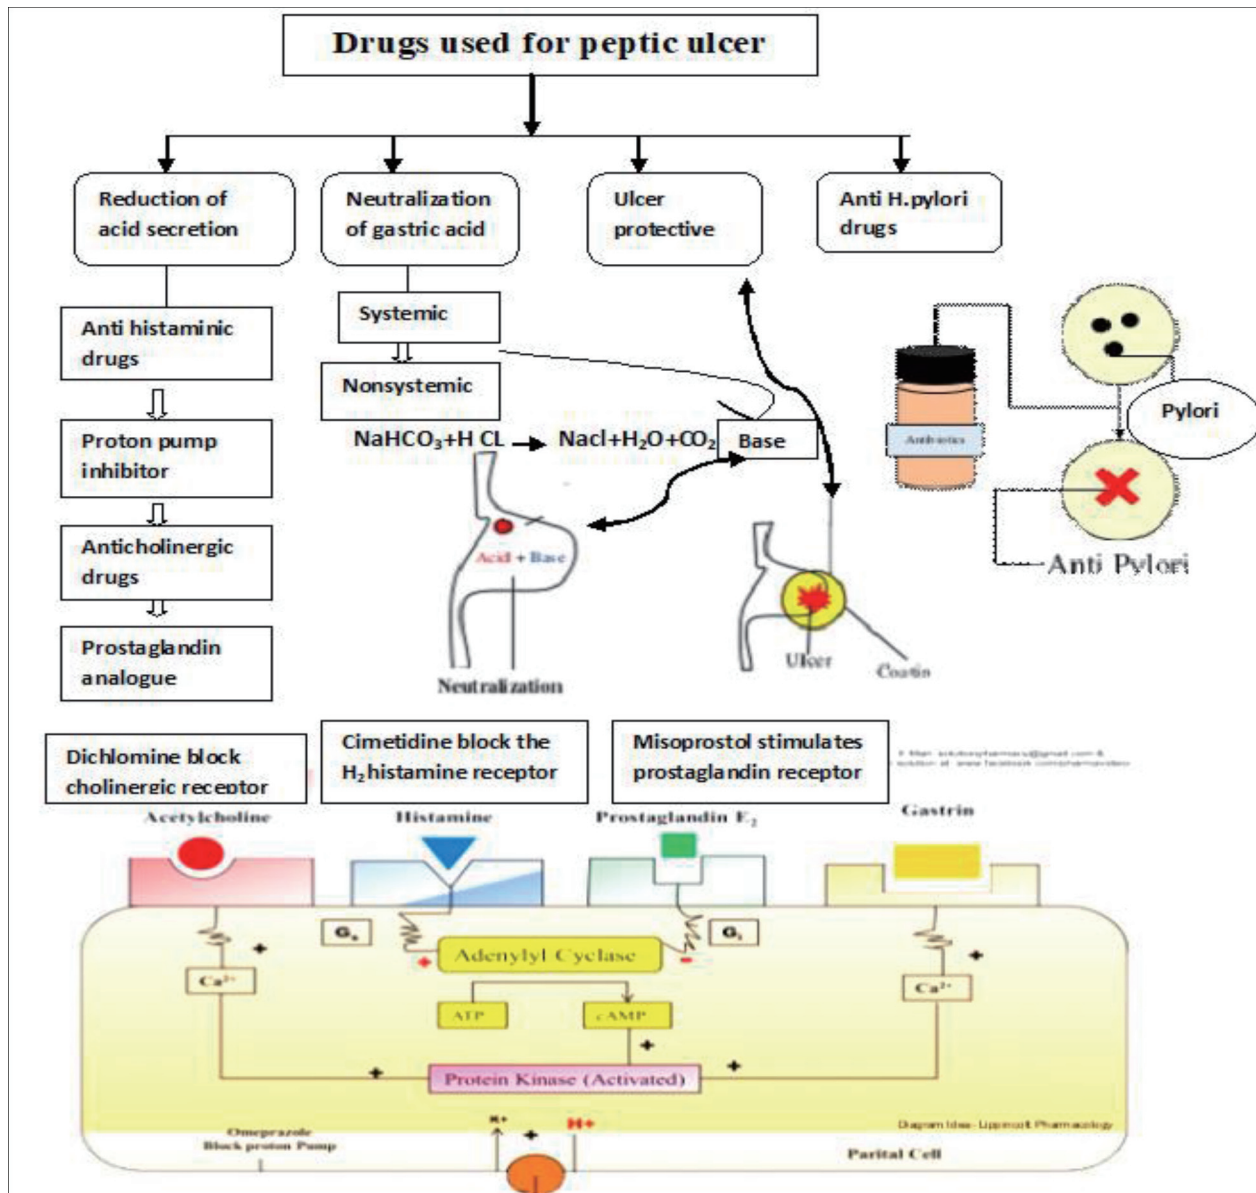 Drugs used for peptic ulcer
Reduction of
acid secretion
Neutralization
of gastric acid
Ulcer
protective
Anti H.pylori
drugs
Anti histaminic
drugs
Proton pump
inhibitor
Anticholinergic
drugs
Prostaglandin
analogue
Systemic
Nonsystemic
NaHCO₃+H CL → Nacl+H₂O+CO₂
Base
Acid + Base
Neutralization
Ulcer
Coatin
Antibiotics
Pylori
Anti Pylori
Dichlomine block
cholinergic receptor
Cimetidine block the
H₂histamine receptor
Misoprostol stimulates
prostaglandin receptor
Acetylcholine
Histamine
Prostaglandin E₂
Gastrin
Gₛ
Gᵢ
+
Adenylyl Cyclase
-
+
+
Ca²⁺
Ca²⁺
ATP
cAMP
+
+
+
Protein Kinase (Activated)
Omeprazole
Block proton Pump
K+
+
H+
Diagram Idea- Lippincott Pharmacology
Parital Cell